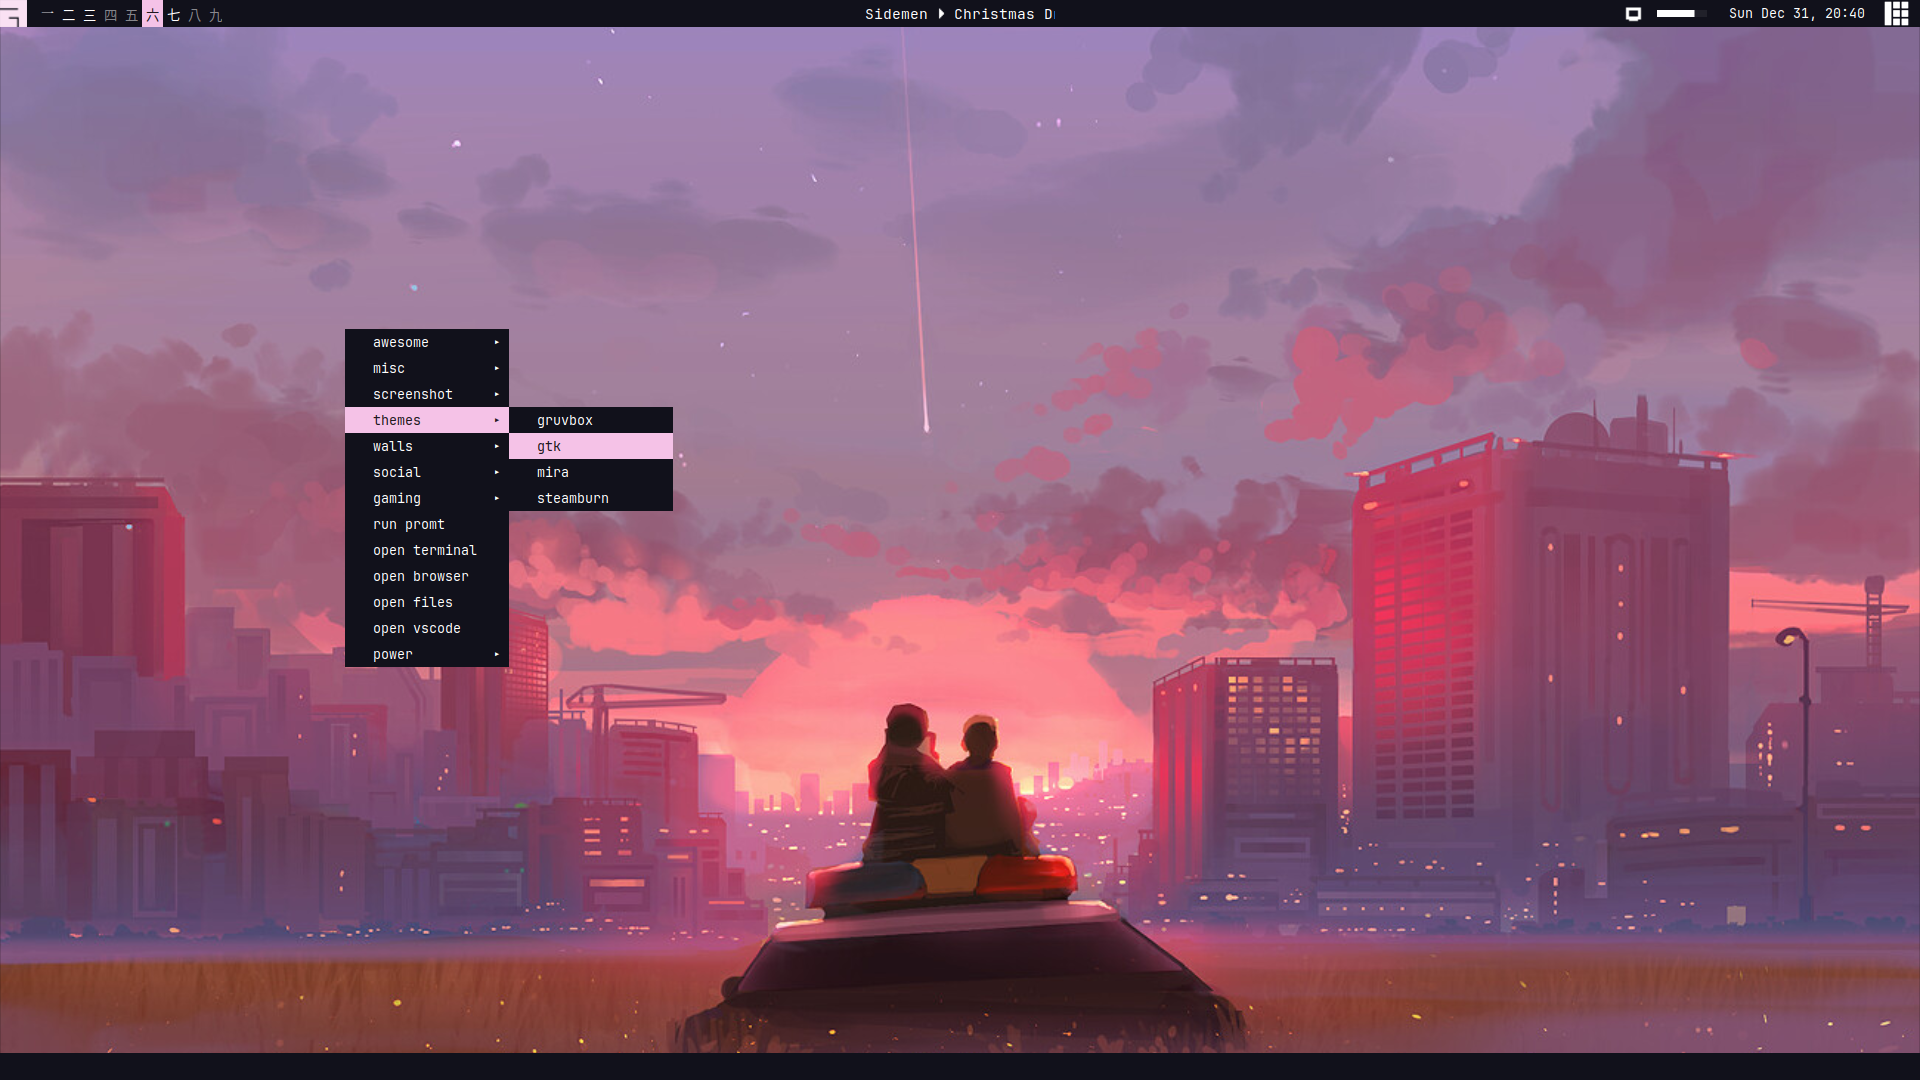 一 二 三 四 五 六 七 八 九
Sidemen Christmas D
Sun Dec 31, 20:40
awesome
misc
screenshot
themes
walls
social
gaming
run promt
open terminal
open browser
open files
open vscode
power
gruvbox
gtk
mira
steamburn